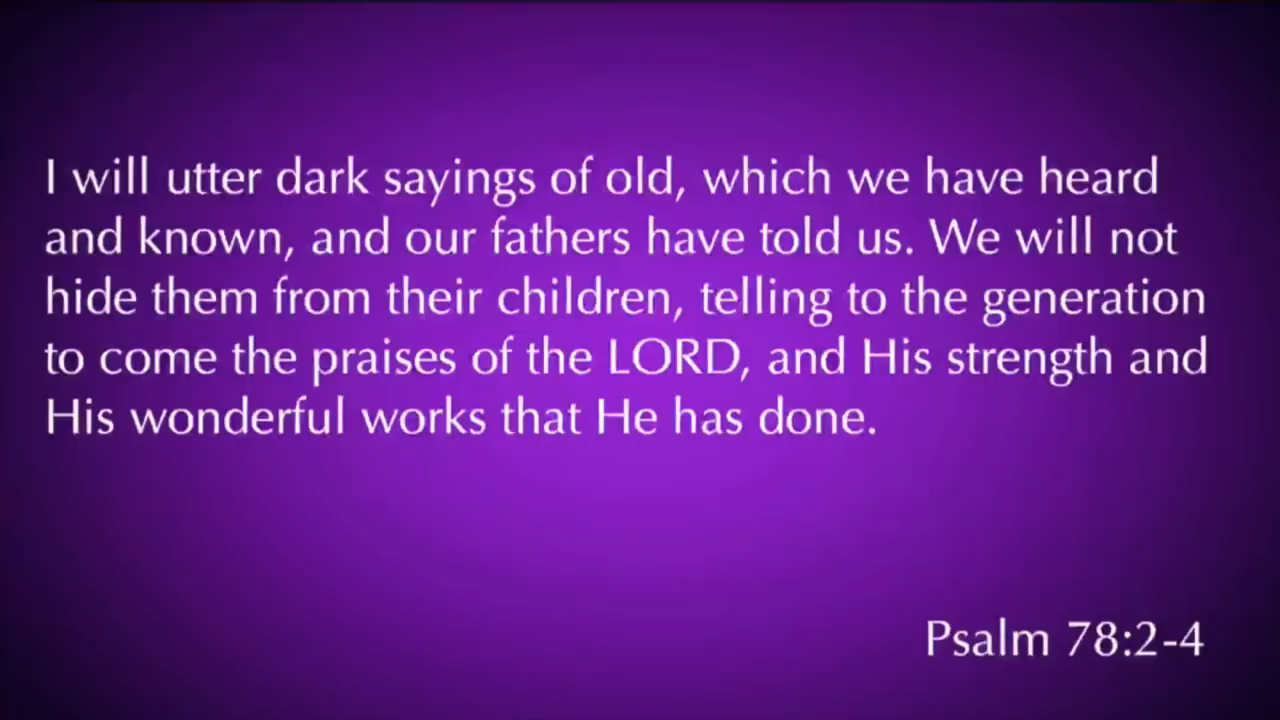 I will utter dark sayings of old, which we have heard
and known, and our fathers have told us. We will not
hide them from their children, telling to the generation
to come the praises of the LORD, and His strength and
His wonderful works that He has done.
Psalm 78:2-4